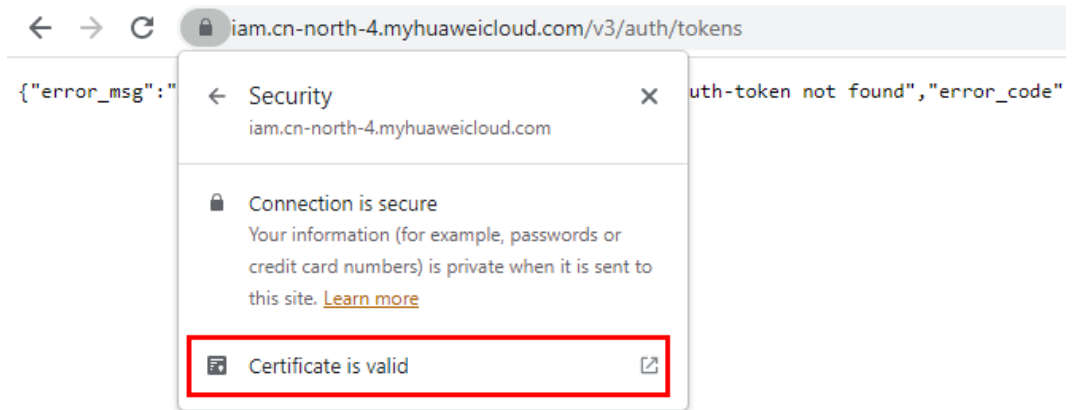 iam.cn-north-4.myhuaweicloud.com/v3/auth/tokens
{"error_msg":" uth-token not found","error_code"
Security
iam.cn-north-4.myhuaweicloud.com
Connection is secure
Your information (for example, passwords or
credit card numbers) is private when it is sent to
this site. Learn more
Certificate is valid